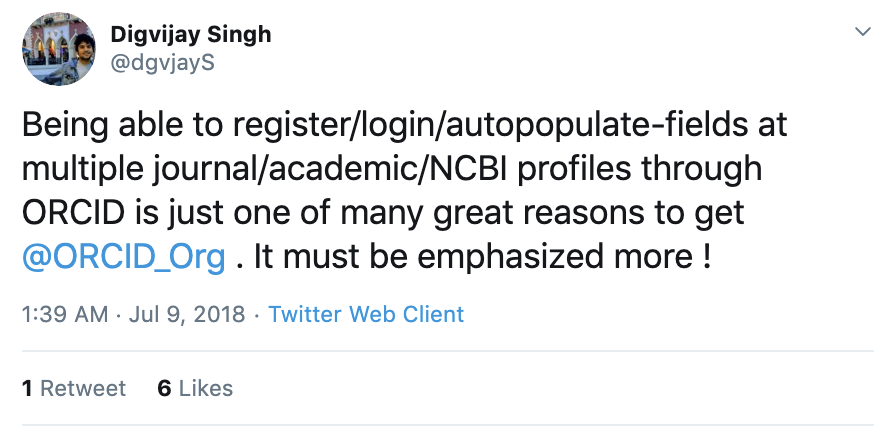 Digvijay Singh
@dgvjayS
Being able to register/login/autopopulate-fields at
multiple journal/academic/NCBI profiles through
ORCID is just one of many great reasons to get
@ORCID_Org . It must be emphasized more !
1:39 AM · Jul 9, 2018 · Twitter Web Client
1 Retweet 6 Likes